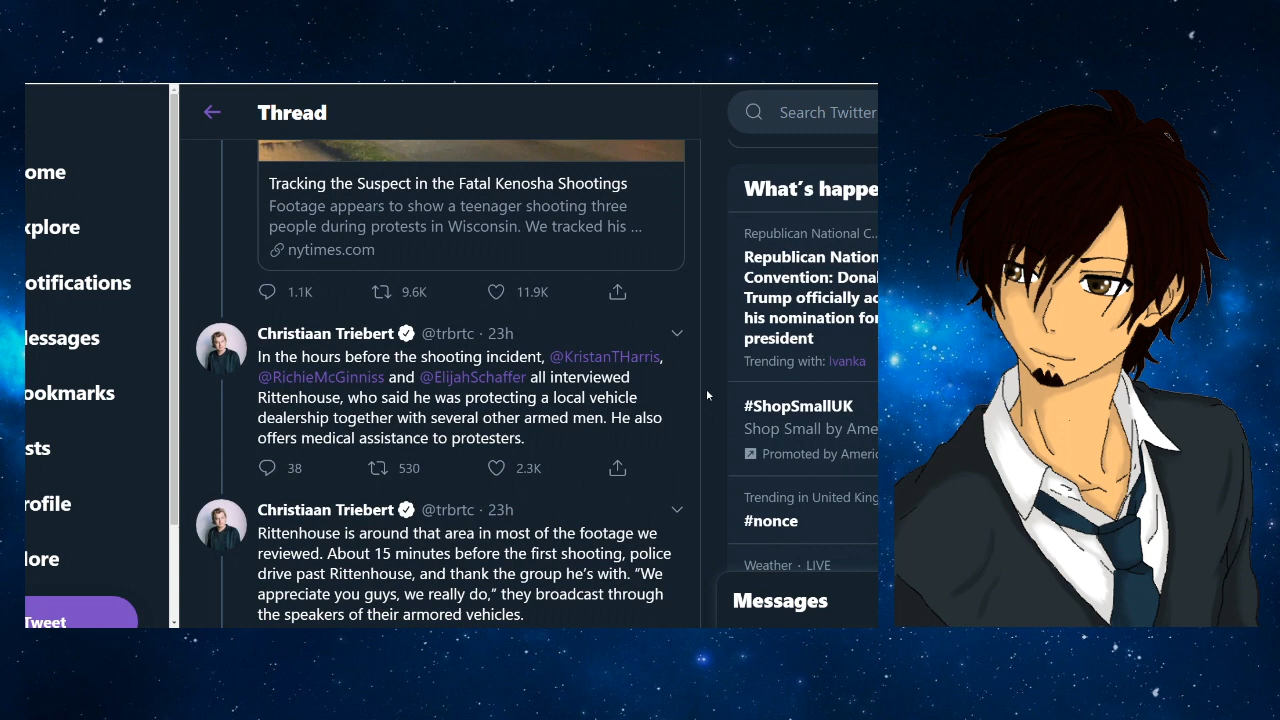 Thread
Search Twitter
ome
xplore
otifications
essages
ookmarks
sts
rofile
ore
Tweet
Tracking the Suspect in the Fatal Kenosha Shootings
Footage appears to show a teenager shooting three
people during protests in Wisconsin. We tracked his ...
nytimes.com
1.1K 9.6K 11.9K
Christiaan Triebert @trbrtc · 23h
In the hours before the shooting incident, @KristanTHarris,
@RichieMcGinniss and @ElijahSchaffer all interviewed
Rittenhouse, who said he was protecting a local vehicle
dealership together with several other armed men. He also
offers medical assistance to protesters.
38 530 2.3K
Christiaan Triebert @trbrtc · 23h
Rittenhouse is around that area in most of the footage we
reviewed. About 15 minutes before the first shooting, police
drive past Rittenhouse, and thank the group he's with. “We
appreciate you guys, we really do,” they broadcast through
the speakers of their armored vehicles.
What's happe
Republican National C...
Republican Nation
Convention: Donal
Trump officially ac
his nomination for
president
Trending with: Ivanka
#ShopSmallUK
Shop Small by Ame
Promoted by Americ
Trending in United King
#nonce
Weather · LIVE
Messages